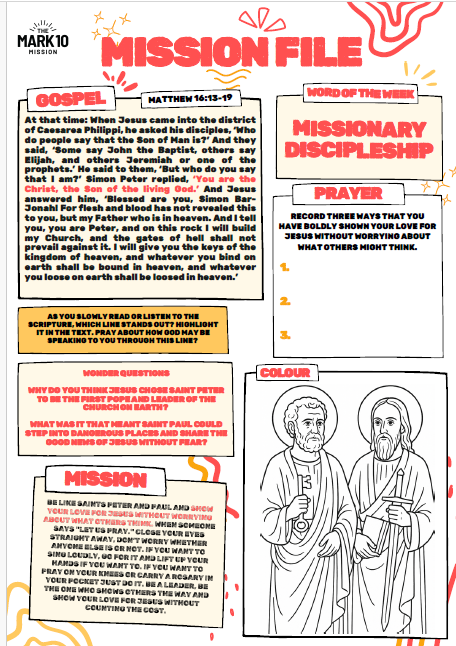 THE
MARK 10
MISSION
MISSION FILE
GOSPEL
MATTHEW 16:13-19
At that time: When Jesus came into the district
of Caesarea Philippi, he asked his disciples, ‘Who
do people say that the Son of Man is?’ And they
said, ‘Some say John the Baptist, others say
Elijah, and others Jeremiah or one of the
prophets.’ He said to them, ‘But who do you say
that I am?’ Simon Peter replied, ‘You are the
Christ, the Son of the living God.’ And Jesus
answered him, ‘Blessed are you, Simon Bar-
Jonah! For flesh and blood has not revealed this
to you, but my Father who is in heaven. And I tell
you, you are Peter, and on this rock I will build
my Church, and the gates of hell shall not
prevail against it. I will give you the keys of the
kingdom of heaven, and whatever you bind on
earth shall be bound in heaven, and whatever
you loose on earth shall be loosed in heaven.’
AS YOU SLOWLY READ OR LISTEN TO THE
SCRIPTURE, WHICH LINE STANDS OUT? HIGHLIGHT
IT IN THE TEXT. PRAY ABOUT HOW GOD MAY BE
SPEAKING TO YOU THROUGH THIS LINE?
WONDER QUESTIONS
WHY DO YOU THINK JESUS CHOSE SAINT PETER
TO BE THE FIRST POPE AND LEADER OF THE
CHURCH ON EARTH?
WHAT WAS IT THAT MEANT SAINT PAUL COULD
STEP INTO DANGEROUS PLACES AND SHARE THE
GOOD NEWS OF JESUS WITHOUT FEAR?
MISSION
BE LIKE SAINTS PETER AND PAUL AND SHOW
YOUR LOVE FOR JESUS WITHOUT WORRYING
ABOUT WHAT OTHERS THINK. WHEN SOMEONE
SAYS "LET US PRAY." CLOSE YOUR EYES
STRAIGHT AWAY, DON'T WORRY WHETHER
ANYONE ELSE IS OR NOT. IF YOU WANT TO
SING LOUDLY, GO FOR IT AND LIFT UP YOUR
HANDS IF YOU WANT TO. IF YOU WANT TO
PRAY ON YOUR KNEES OR CARRY A ROSARY IN
YOUR POCKET JUST DO IT. BE A LEADER, BE
THE ONE WHO SHOWS OTHERS THE WAY AND
SHOW YOUR LOVE FOR JESUS WITHOUT
COUNTING THE COST.
WORD OF THE WEEK
MISSIONARY
DISCIPLESHIP
PRAYER
RECORD THREE WAYS THAT YOU
HAVE BOLDLY SHOWN YOUR LOVE FOR
JESUS WITHOUT WORRYING ABOUT
WHAT OTHERS MIGHT THINK.
1.
2.
3.
COLOUR